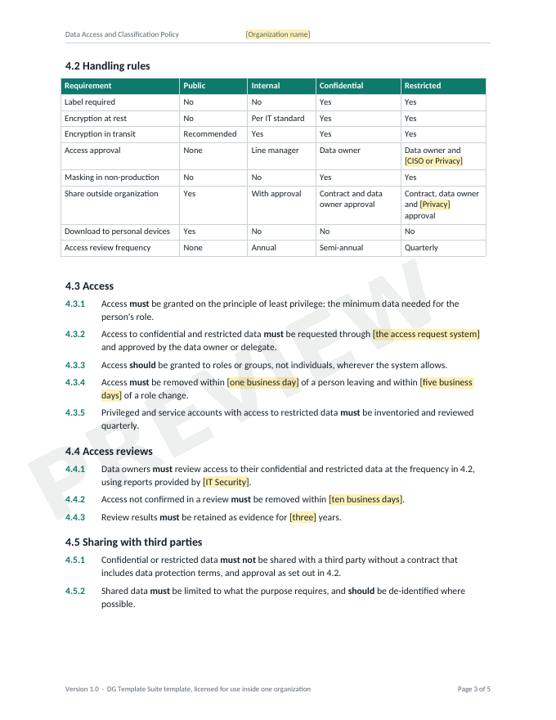 Data Access and Classification Policy [Organization name]
4.2 Handling rules
Requirement Public Internal Confidential Restricted
Label required No No Yes Yes
Encryption at rest No Per IT standard Yes Yes
Encryption in transit Recommended Yes Yes Yes
Access approval None Line manager Data owner Data owner and
[CISO or Privacy]
Masking in non-production No No Yes Yes
Share outside organization Yes With approval Contract and data Contract, data owner
owner approval and [Privacy]
approval
Download to personal devices Yes No No No
Access review frequency None Annual Semi-annual Quarterly
4.3 Access
4.3.1 Access must be granted on the principle of least privilege: the minimum data needed for the
person's role.
4.3.2 Access to confidential and restricted data must be requested through [the access request system]
and approved by the data owner or delegate.
4.3.3 Access should be granted to roles or groups, not individuals, wherever the system allows.
4.3.4 Access must be removed within [one business day] of a person leaving and within [five business
days] of a role change.
4.3.5 Privileged and service accounts with access to restricted data must be inventoried and reviewed
quarterly.
4.4 Access reviews
4.4.1 Data owners must review access to their confidential and restricted data at the frequency in 4.2,
using reports provided by [IT Security].
4.4.2 Access not confirmed in a review must be removed within [ten business days].
4.4.3 Review results must be retained as evidence for [three] years.
4.5 Sharing with third parties
4.5.1 Confidential or restricted data must not be shared with a third party without a contract that
includes data protection terms, and approval as set out in 4.2.
4.5.2 Shared data must be limited to what the purpose requires, and should be de-identified where
possible.
PREVIEW
Version 1.0 - DG Template Suite template, licensed for use inside one organization Page 3 of 5